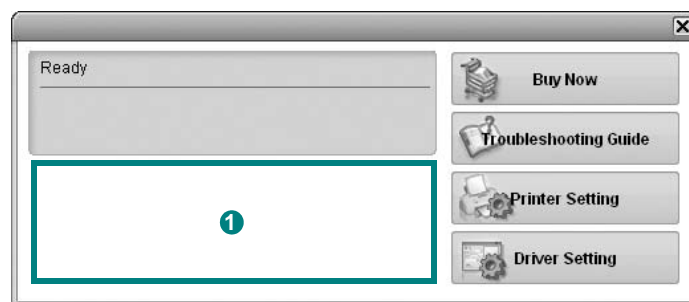 Ready
Buy Now
Troubleshooting Guide
Printer Setting
Driver Setting
1